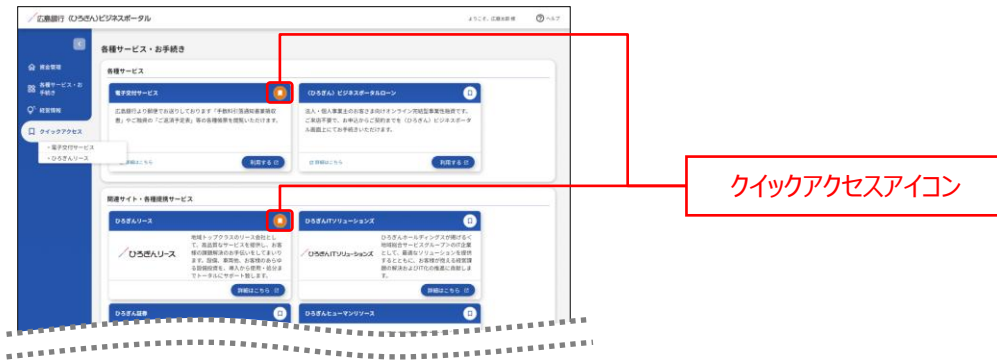 広島銀行 (ひろぎん)ビジネスポータル
ようこそ、広銀太郎 様
ヘルプ
各種サービス・お手続き
資金管理
各種サービス・お
手続き
経営情報
クイックアクセス
・電子交付サービス
・ひろぎんリース
各種サービス
電子交付サービス
広島銀行より郵便でお送りしております「手数料引落通知書兼領収
書」やご融資の「ご返済予定表」等の各種帳票を閲覧いただけます。
詳細はこちら
利用する
〈ひろぎん〉ビジネスポータルローン
法人・個人事業主のお客さま向けオンライン完結型事業性融資です。
ご来店不要で、お申込からご契約までを〈ひろぎん〉ビジネスポータ
ル画面上にてお手続きいただけます。
詳細はこちら
利用する
関連サイト・各種提携サービス
ひろぎんリース
ひろぎんリース
地域トップクラスのリース会社とし
て、高品質なサービスを提供し、お客
様の課題解決のお手伝いをしてまいり
ます。設備、車両他、お客様のあらゆ
る設備投資を、導入から使用・処分ま
でトータルにサポート致します。
詳細はこちら
ひろぎんITソリューションズ
ひろぎんITソリューションズ
ひろぎんホールディングスが掲げる<
地域総合サービスグループ>のIT企業
として、最適なソリューションを提供
するとともに、お客様が抱える経営課
題の解決およびIT化の推進に貢献しま
す。
詳細はこちら
ひろぎん証券
ひろぎんヒューマンリソース
クイックアクセスアイコン